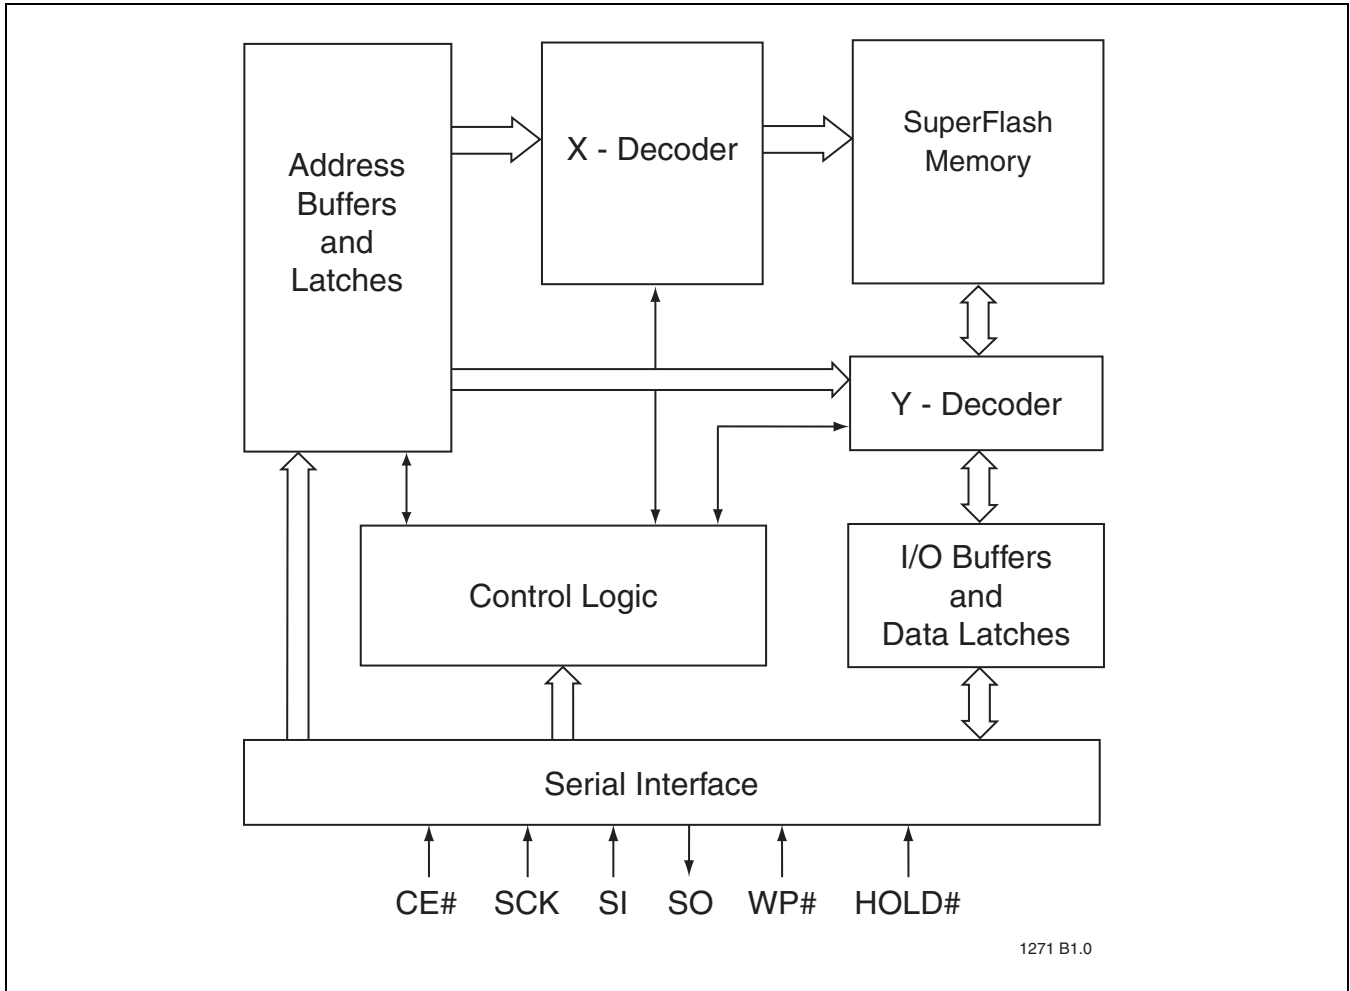 Address
Buffers
and
Latches
X - Decoder
SuperFlash
Memory
Y - Decoder
Control Logic
I/O Buffers
and
Data Latches
Serial Interface
CE# SCK SI SO WP# HOLD#
1271 B1.0